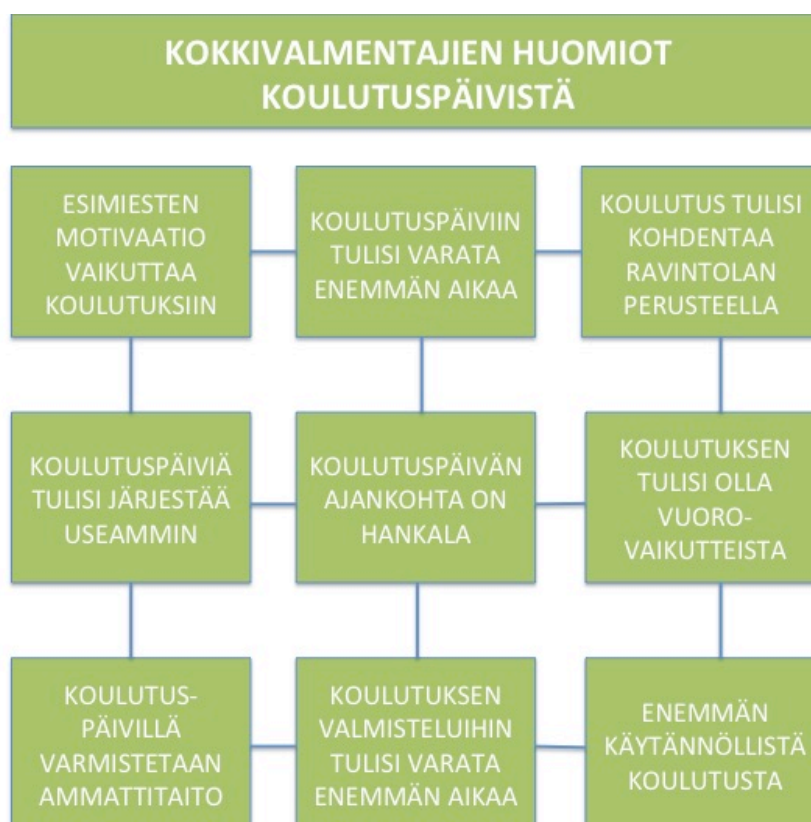 KOKKIVALMENTAJIEN HUOMIOT
KOULUTUSPÄIVISTÄ
ESIMIESTEN
MOTIVAATIO
VAIKUTTAA
KOULUTUKSIIN
KOULUTUSPÄIVIIN
TULISI VARATA
ENEMMÄN AIKAA
KOULUTUS TULISI
KOHDENTAA
RAVINTOLAN
PERUSTEELLA
KOULUTUSPÄIVIÄ
TULISI JÄRJESTÄÄ
USEAMMIN
KOULUTUSPÄIVÄN
AJANKOHTA ON
HANKALA
KOULUTUKSEN
TULISI OLLA
VUORO-
VAIKUTTEISTA
KOULUTUS-
PÄIVILLÄ
VARMISTETAAN
AMMATTITAITO
KOULUTUKSEN
VALMISTELUIHIN
TULISI VARATA
ENEMMÄN AIKAA
ENEMMÄN
KÄYTÄNNÖLLISTÄ
KOULUTUSTA